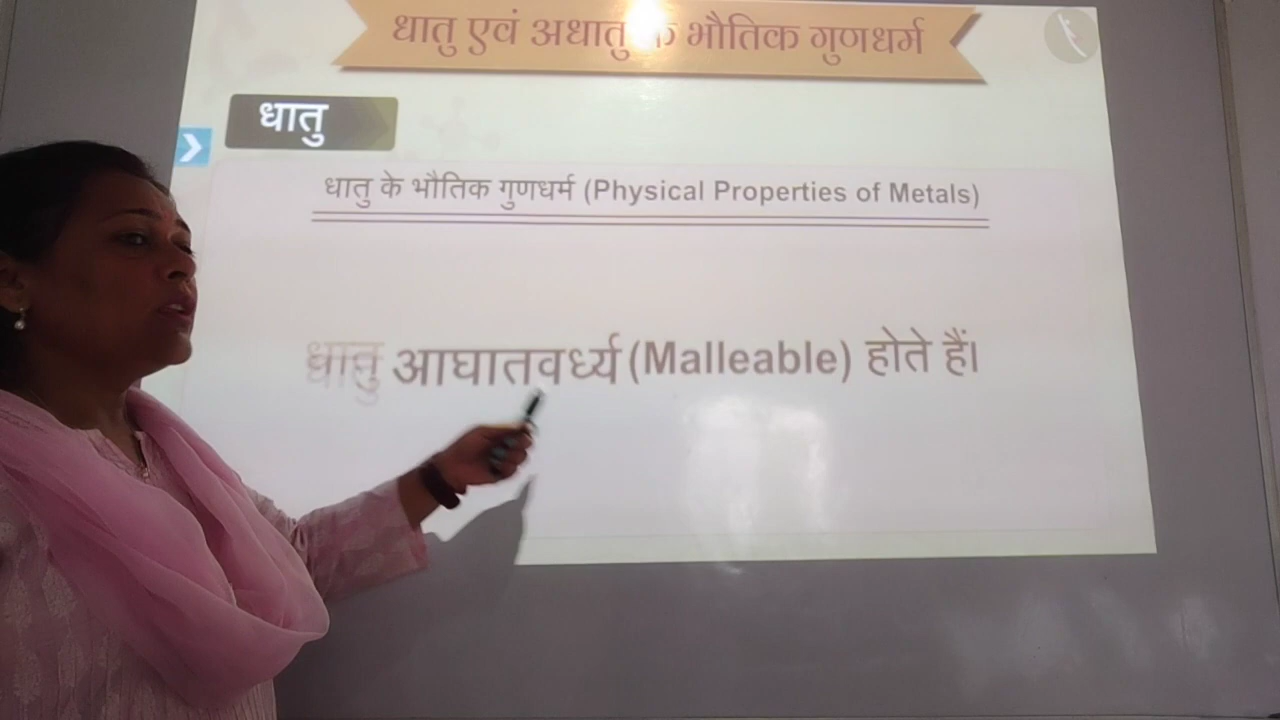 धातु एवं अधातु के भौतिक गुणधर्म
धातु
धातु के भौतिक गुणधर्म (Physical Properties of Metals)
धातु आघातवर्ध्य (Malleable) होते हैं।